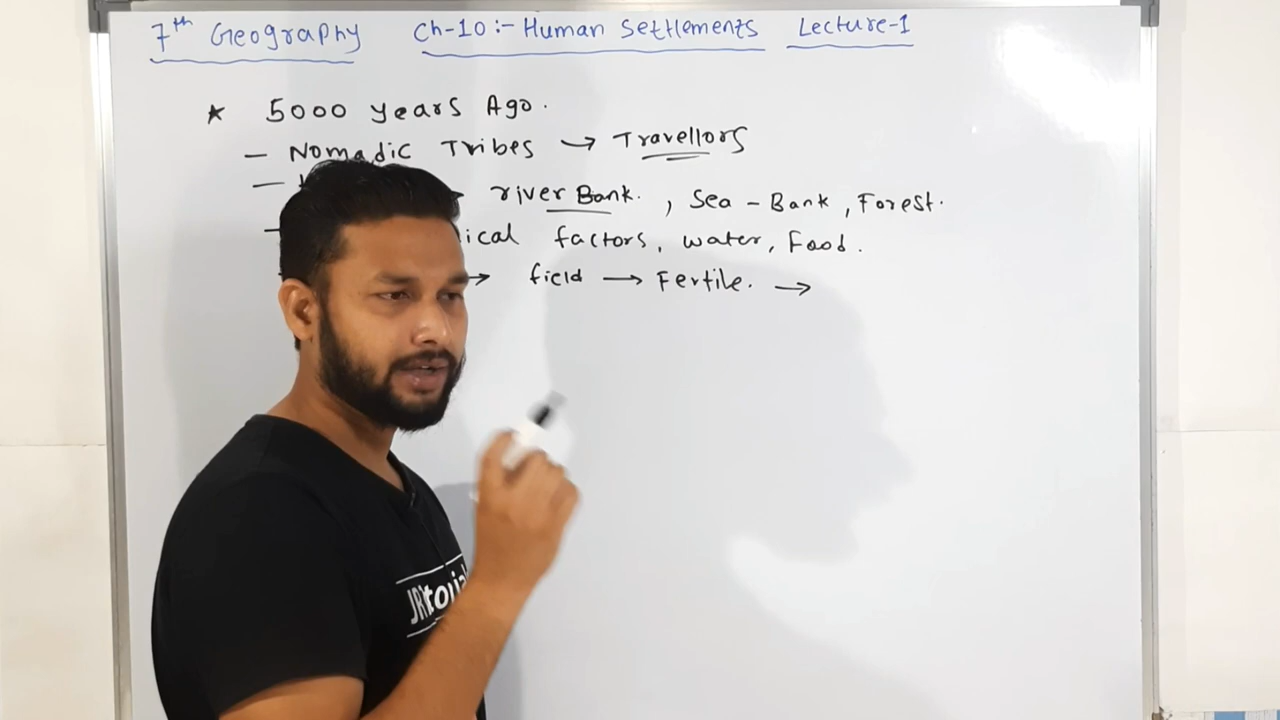 7th Geography Ch-10:- Human Settlements Lecture-1
* 5000 years Ago.
- Nomadic Tribes → Travellors
- river Bank. , Sea - Bank , Forest.
- ical factors, water, Food.
→ field → Fertile. →